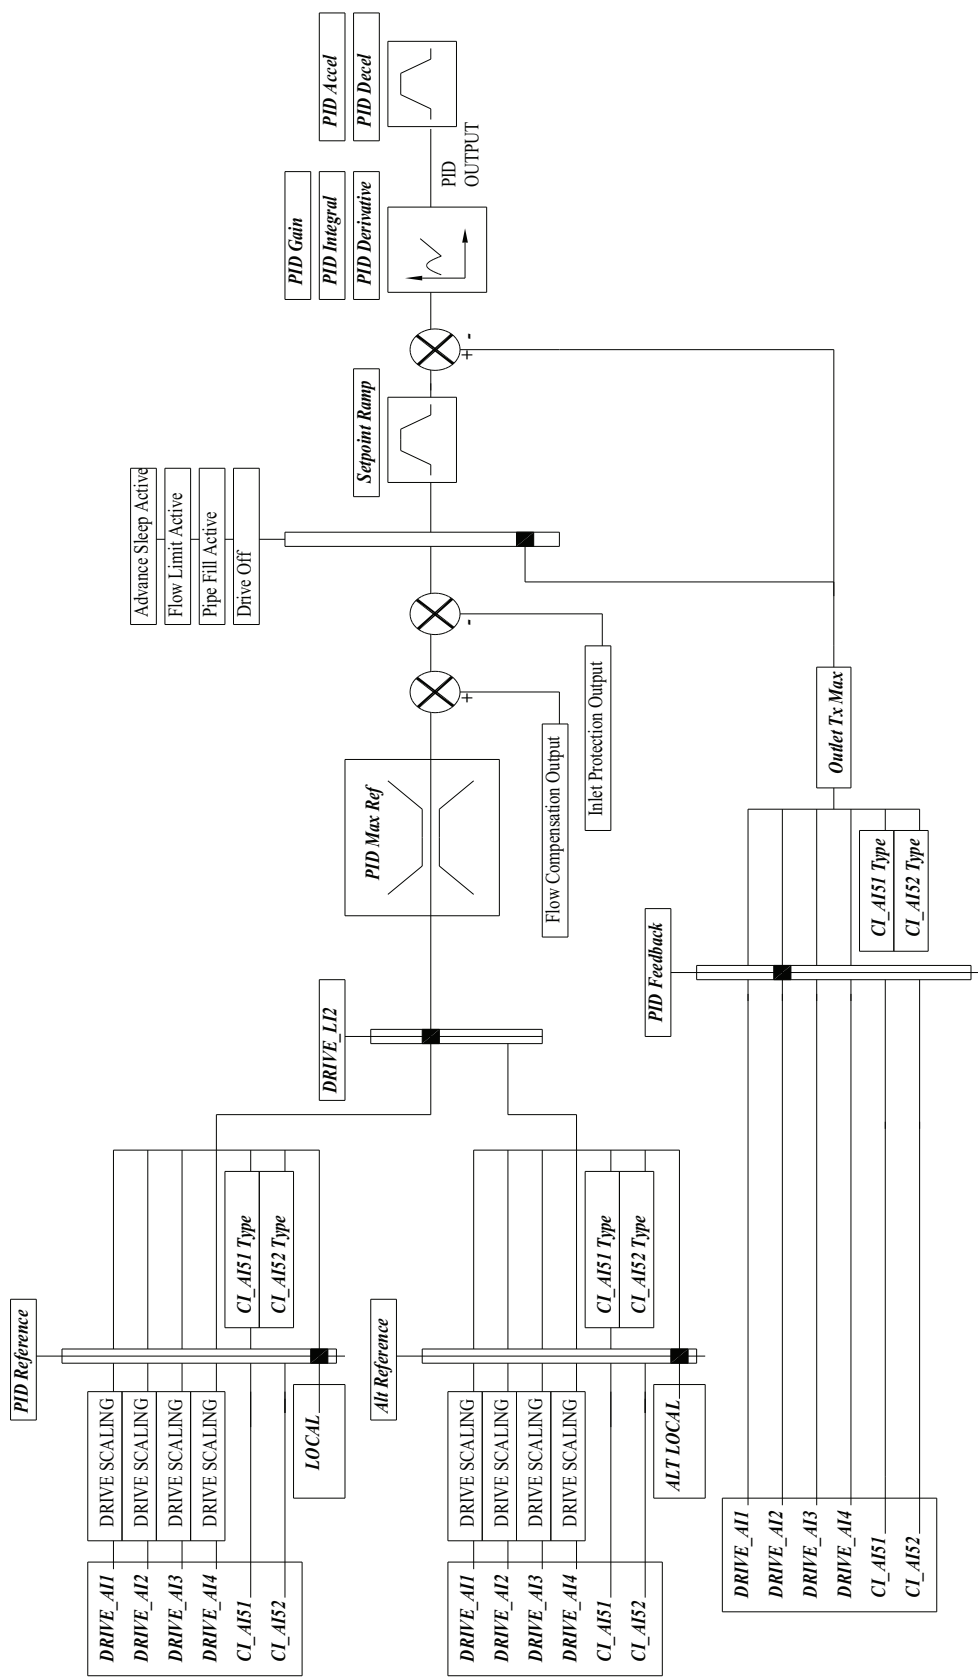 PID Reference
DRIVE_AI1
DRIVE_AI2
DRIVE_AI3
DRIVE_AI4
CI_AI51
CI_AI52
DRIVE SCALING
DRIVE SCALING
DRIVE SCALING
DRIVE SCALING
LOCAL
CI_AI51 Type
CI_AI52 Type
Alt Reference
DRIVE_AI1
DRIVE_AI2
DRIVE_AI3
DRIVE_AI4
CI_AI51
CI_AI52
DRIVE SCALING
DRIVE SCALING
DRIVE SCALING
DRIVE SCALING
ALT LOCAL
CI_AI51 Type
CI_AI52 Type
DRIVE_LI2
PID Max Ref
Flow Compensation Output
+
Inlet Protection Output
-
Advance Sleep Active
Flow Limit Active
Pipe Fill Active
Drive Off
Setpoint Ramp
+
-
PID Gain
PID Integral
PID Derivative
PID
OUTPUT
PID Accel
PID Decel
DRIVE_AI1
DRIVE_AI2
DRIVE_AI3
DRIVE_AI4
CI_AI51
CI_AI52
PID Feedback
CI_AI51 Type
CI_AI52 Type
Outlet Tx Max